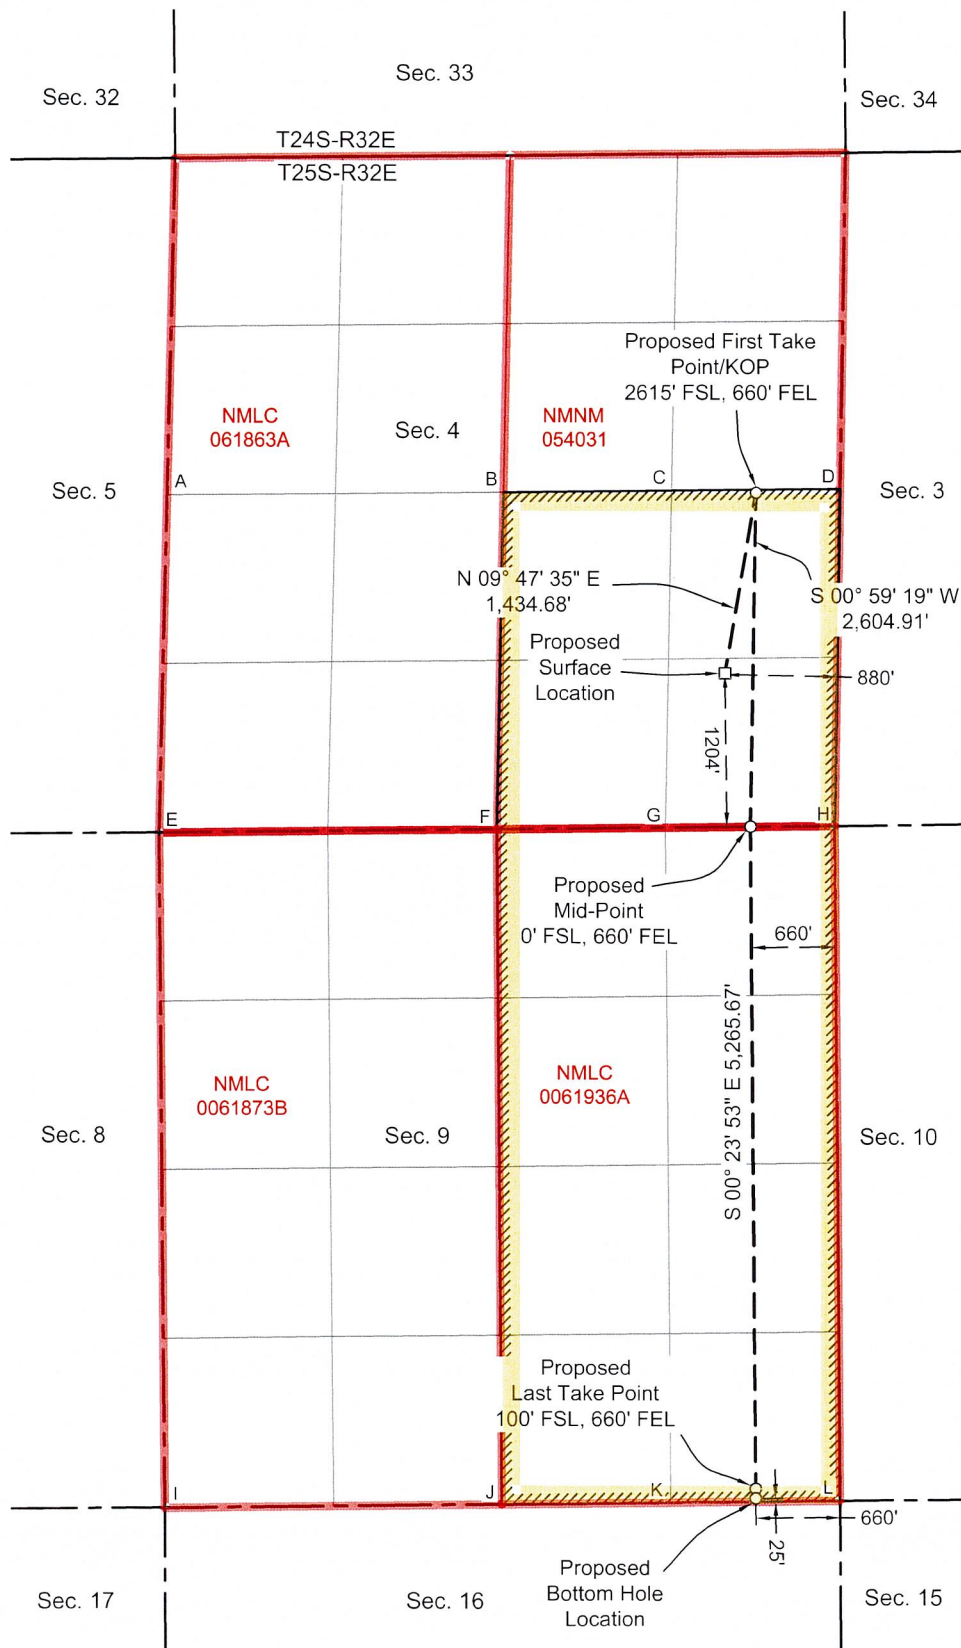 Sec. 33
Sec. 32
Sec. 34
T24S-R32E
T25S-R32E
Proposed First Take
Point/KOP
2615' FSL, 660' FEL
NMLC
061863A
Sec. 4
NMNM
054031
Sec. 5
A
B
C
D
Sec. 3
N 09° 47' 35" E
1,434.68'
S 00° 59' 19" W
2,604.91'
Proposed
Surface
Location
880'
1204'
E
F
G
H
Proposed
Mid-Point
0' FSL, 660' FEL
660'
S 00° 23' 53" E 5,265.67'
NMLC
0061873B
NMLC
0061936A
Sec. 8
Sec. 9
Sec. 10
Proposed
Last Take Point
100' FSL, 660' FEL
I
J
K
L
660'
25'
Proposed
Bottom Hole
Location
Sec. 17
Sec. 16
Sec. 15